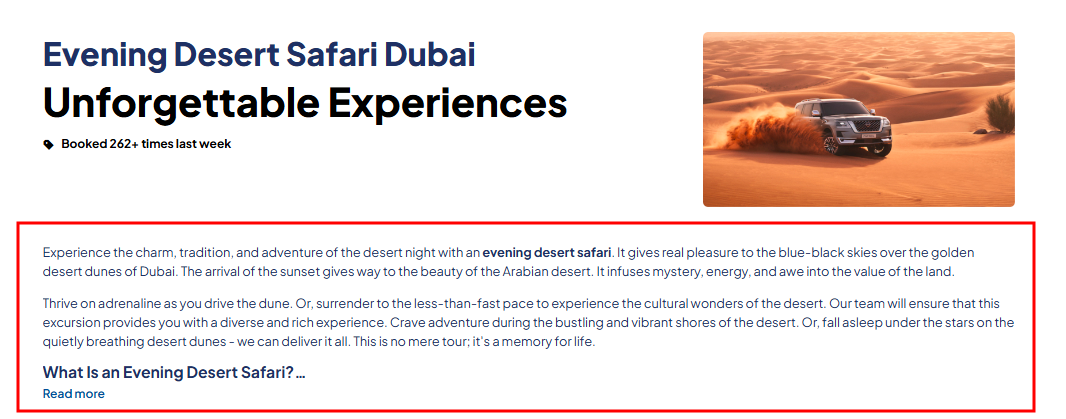 Evening Desert Safari Dubai
Unforgettable Experiences
Booked 262+ times last week
Experience the charm, tradition, and adventure of the desert night with an evening desert safari. It gives real pleasure to the blue-black skies over the golden
desert dunes of Dubai. The arrival of the sunset gives way to the beauty of the Arabian desert. It infuses mystery, energy, and awe into the value of the land.
Thrive on adrenaline as you drive the dune. Or, surrender to the less-than-fast pace to experience the cultural wonders of the desert. Our team will ensure that this
excursion provides you with a diverse and rich experience. Crave adventure during the bustling and vibrant shores of the desert. Or, fall asleep under the stars on the
quietly breathing desert dunes - we can deliver it all. This is no mere tour; it's a memory for life.
What Is an Evening Desert Safari?...
Read more